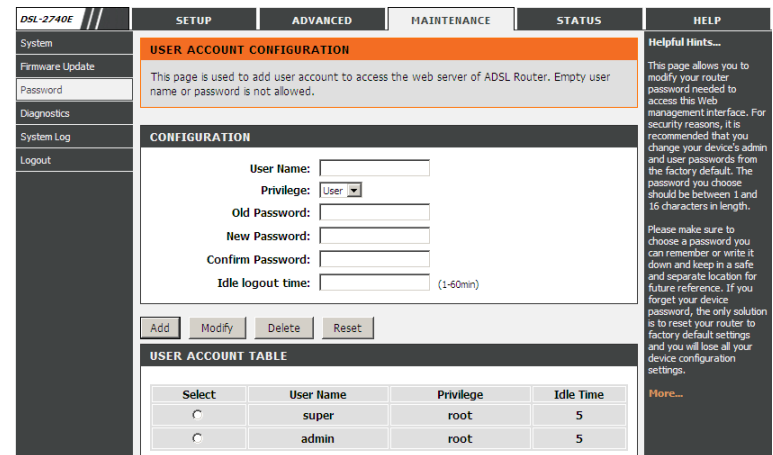 DSL-2740E
SETUP ADVANCED MAINTENANCE STATUS HELP
System
Firmware Update
Password
Diagnostics
System Log
Logout
USER ACCOUNT CONFIGURATION
This page is used to add user account to access the web server of ADSL Router. Empty user
name or password is not allowed.
CONFIGURATION
User Name:
Privilege: User
Old Password:
New Password:
Confirm Password:
Idle logout time: (1-60min)
Add Modify Delete Reset
USER ACCOUNT TABLE
Select User Name Privilege Idle Time
super root 5
admin root 5
Helpful Hints...
This page allows you to
modify your router
password needed to
access this Web
management interface. For
security reasons, it is
recommended that you
change your device's admin
and user passwords from
the factory default. The
password you choose
should be between 1 and
16 characters in length.
Please make sure to
choose a password you
can remember or write it
down and keep in a safe
and separate location for
future reference. If you
forget your device
password, the only solution
is to reset your router to
factory default settings
and you will lose all your
device configuration
settings.
More...